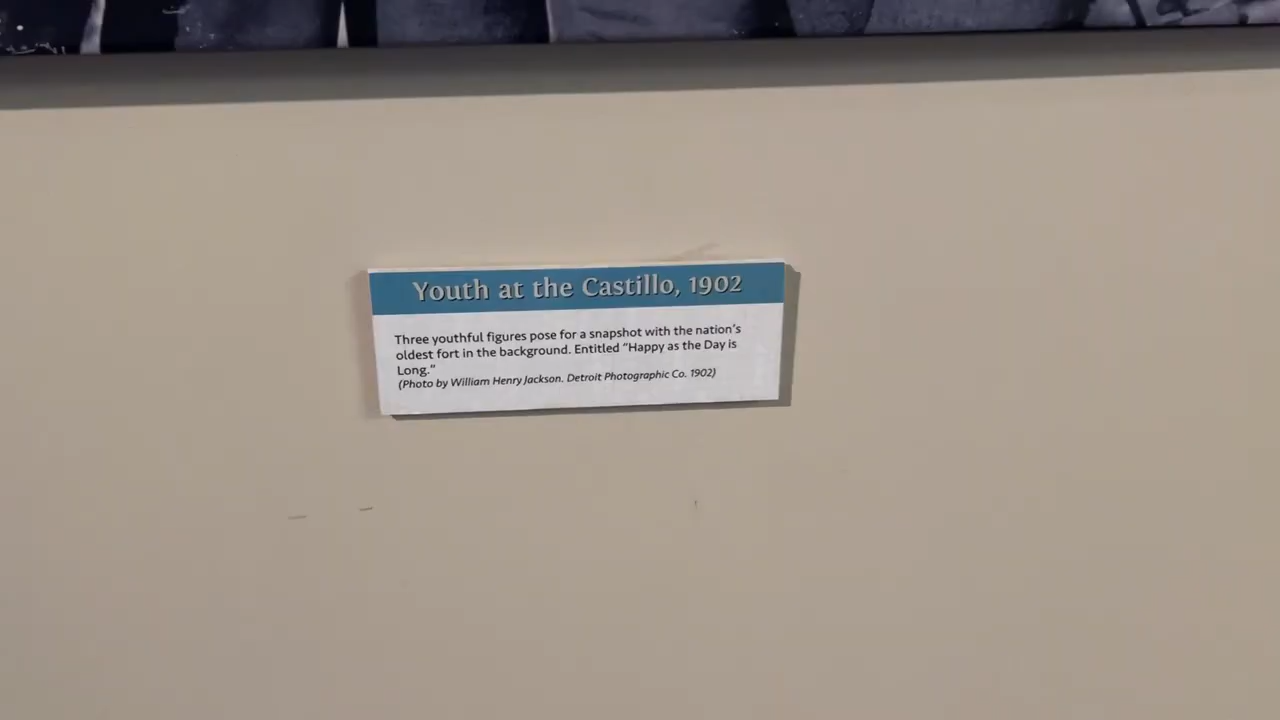 Youth at the Castillo, 1902
Three youthful figures pose for a snapshot with the nation's
oldest fort in the background. Entitled "Happy as the Day is
Long."
(Photo by William Henry Jackson. Detroit Photographic Co. 1902)